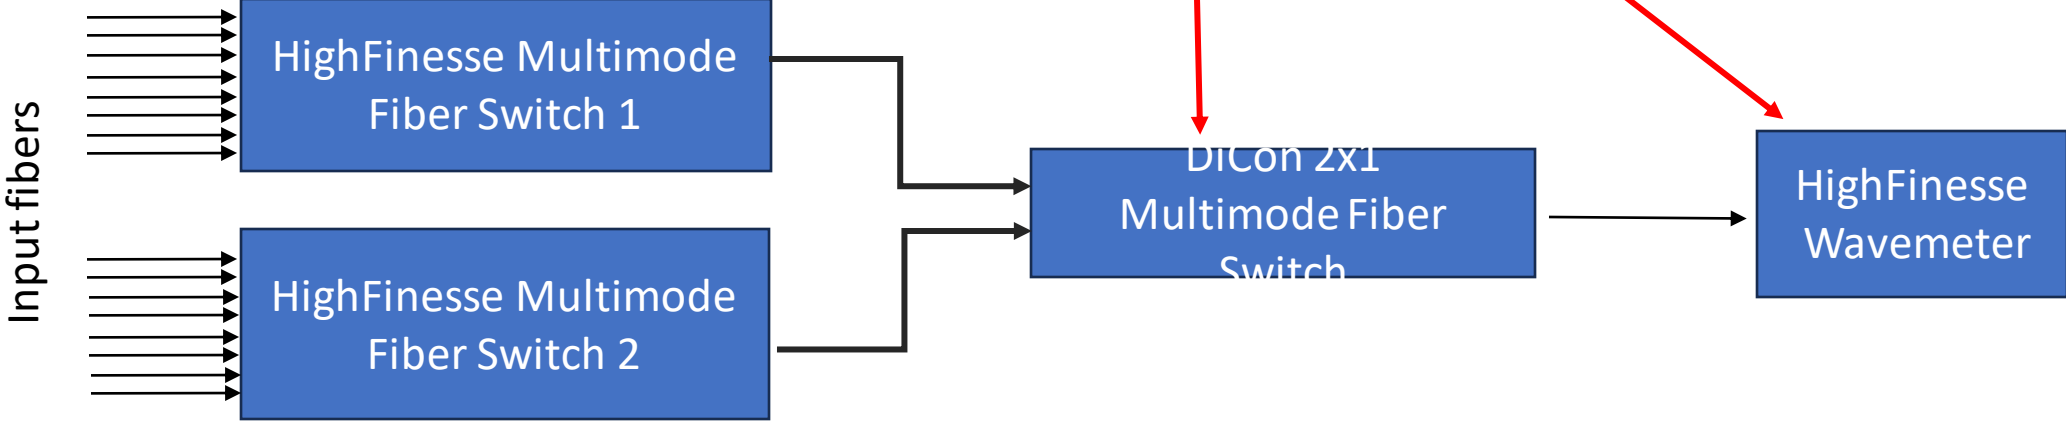 Input fibers
HighFinesse Multimode
Fiber Switch 1
HighFinesse Multimode
Fiber Switch 2
DiCon 2x1
Multimode Fiber
Switch
HighFinesse
Wavemeter